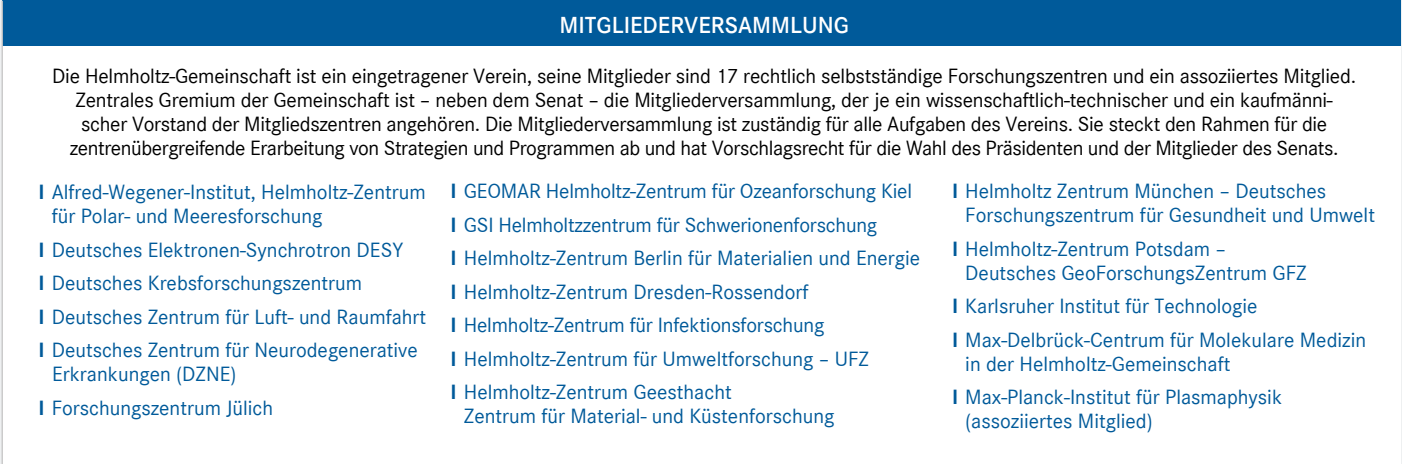 MITGLIEDERVERSAMMLUNG
Die Helmholtz-Gemeinschaft ist ein eingetragener Verein, seine Mitglieder sind 17 rechtlich selbstständige Forschungszentren und ein assoziiertes Mitglied.
Zentrales Gremium der Gemeinschaft ist – neben dem Senat – die Mitgliederversammlung, der je ein wissenschaftlich-technischer und ein kaufmänni-
scher Vorstand der Mitgliedszentren angehören. Die Mitgliederversammlung ist zuständig für alle Aufgaben des Vereins. Sie steckt den Rahmen für die
zentrenübergreifende Erarbeitung von Strategien und Programmen ab und hat Vorschlagsrecht für die Wahl des Präsidenten und der Mitglieder des Senats.
I Alfred-Wegener-Institut, Helmholtz-Zentrum
für Polar- und Meeresforschung
I Deutsches Elektronen-Synchrotron DESY
I Deutsches Krebsforschungszentrum
I Deutsches Zentrum für Luft- und Raumfahrt
I Deutsches Zentrum für Neurodegenerative
Erkrankungen (DZNE)
I Forschungszentrum Jülich
I GEOMAR Helmholtz-Zentrum für Ozeanforschung Kiel
I GSI Helmholtzzentrum für Schwerionenforschung
I Helmholtz-Zentrum Berlin für Materialien und Energie
I Helmholtz-Zentrum Dresden-Rossendorf
I Helmholtz-Zentrum für Infektionsforschung
I Helmholtz-Zentrum für Umweltforschung – UFZ
I Helmholtz-Zentrum Geesthacht
Zentrum für Material- und Küstenforschung
I Helmholtz Zentrum München – Deutsches
Forschungszentrum für Gesundheit und Umwelt
I Helmholtz-Zentrum Potsdam –
Deutsches GeoForschungsZentrum GFZ
I Karlsruher Institut für Technologie
I Max-Delbrück-Centrum für Molekulare Medizin
in der Helmholtz-Gemeinschaft
I Max-Planck-Institut für Plasmaphysik
(assoziiertes Mitglied)